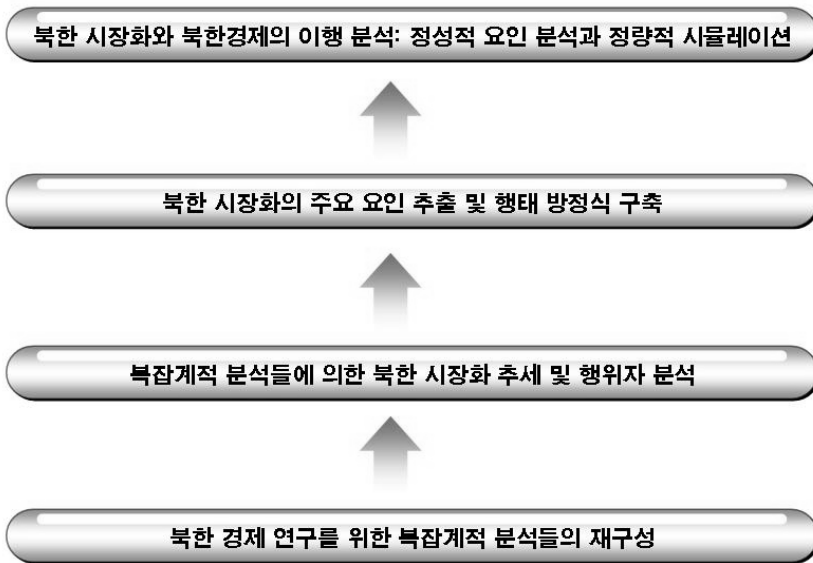 북한 시장화와 북한경제의 이행 분석: 정성적 요인 분석과 정량적 시뮬레이션
북한 시장화의 주요 요인 추출 및 행태 방정식 구축
복잡계적 분석들에 의한 북한 시장화 추세 및 행위자 분석
북한 경제 연구를 위한 복잡계적 분석들의 재구성